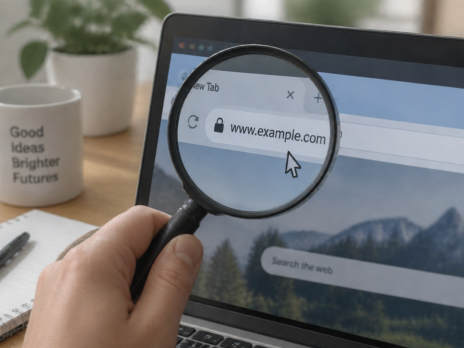 New Tab
www.example.com
Search the web
Good
Ideas
Brighter
Futures